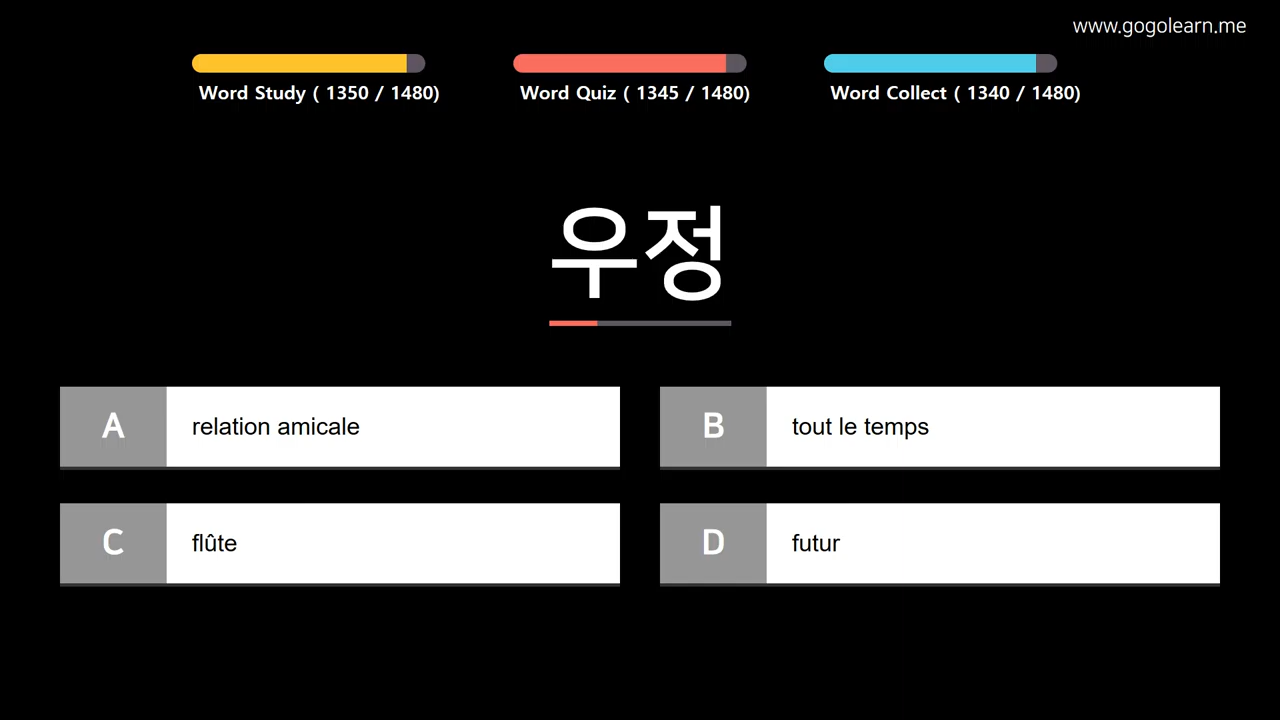 www.gogolearn.me
Word Study ( 1350 / 1480)
Word Quiz ( 1345 / 1480)
Word Collect ( 1340 / 1480)
우정
A relation amicale
B tout le temps
C flûte
D futur